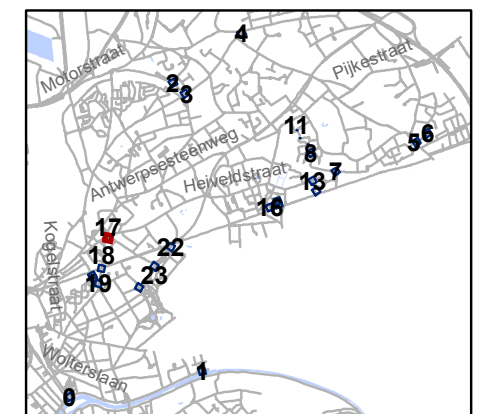 4
Motorstraat
Pijkestraat
2
3
11
6
5
Antwerpsesteenweg
8
7
Heiveldstraat
13
16
17
Kogelstraat
22
18
23
19
Wolterslaan
1
0